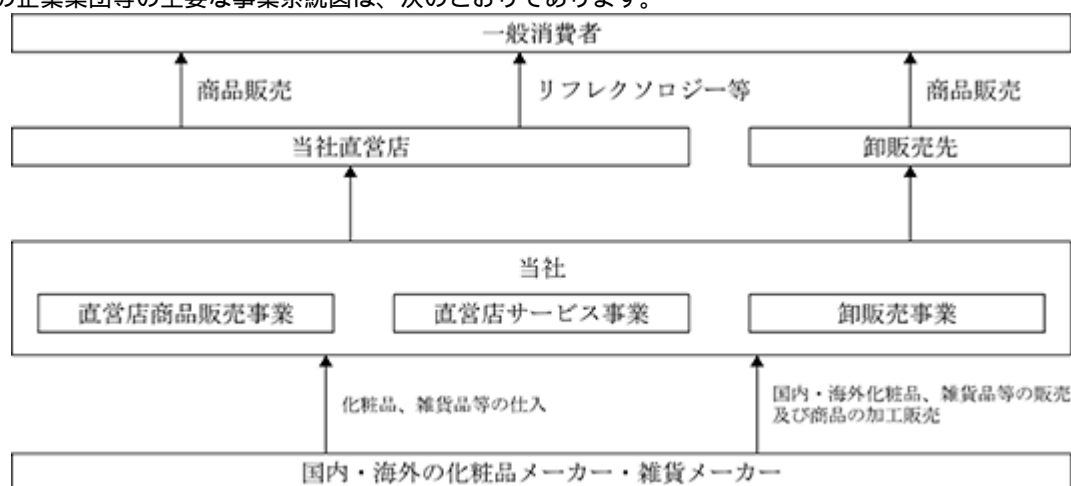 の企業集団等の主要な事業系統図は、次のとおりであります。
一般消費者
商品販売
リフレクソロジー等
商品販売
当社直営店
卸販売先
当社
直営店商品販売事業
直営店サービス事業
卸販売事業
化粧品、雑貨品等の仕入
国内・海外化粧品、雑貨品等の販売
及び商品の加工販売
国内・海外の化粧品メーカー・雑貨メーカー